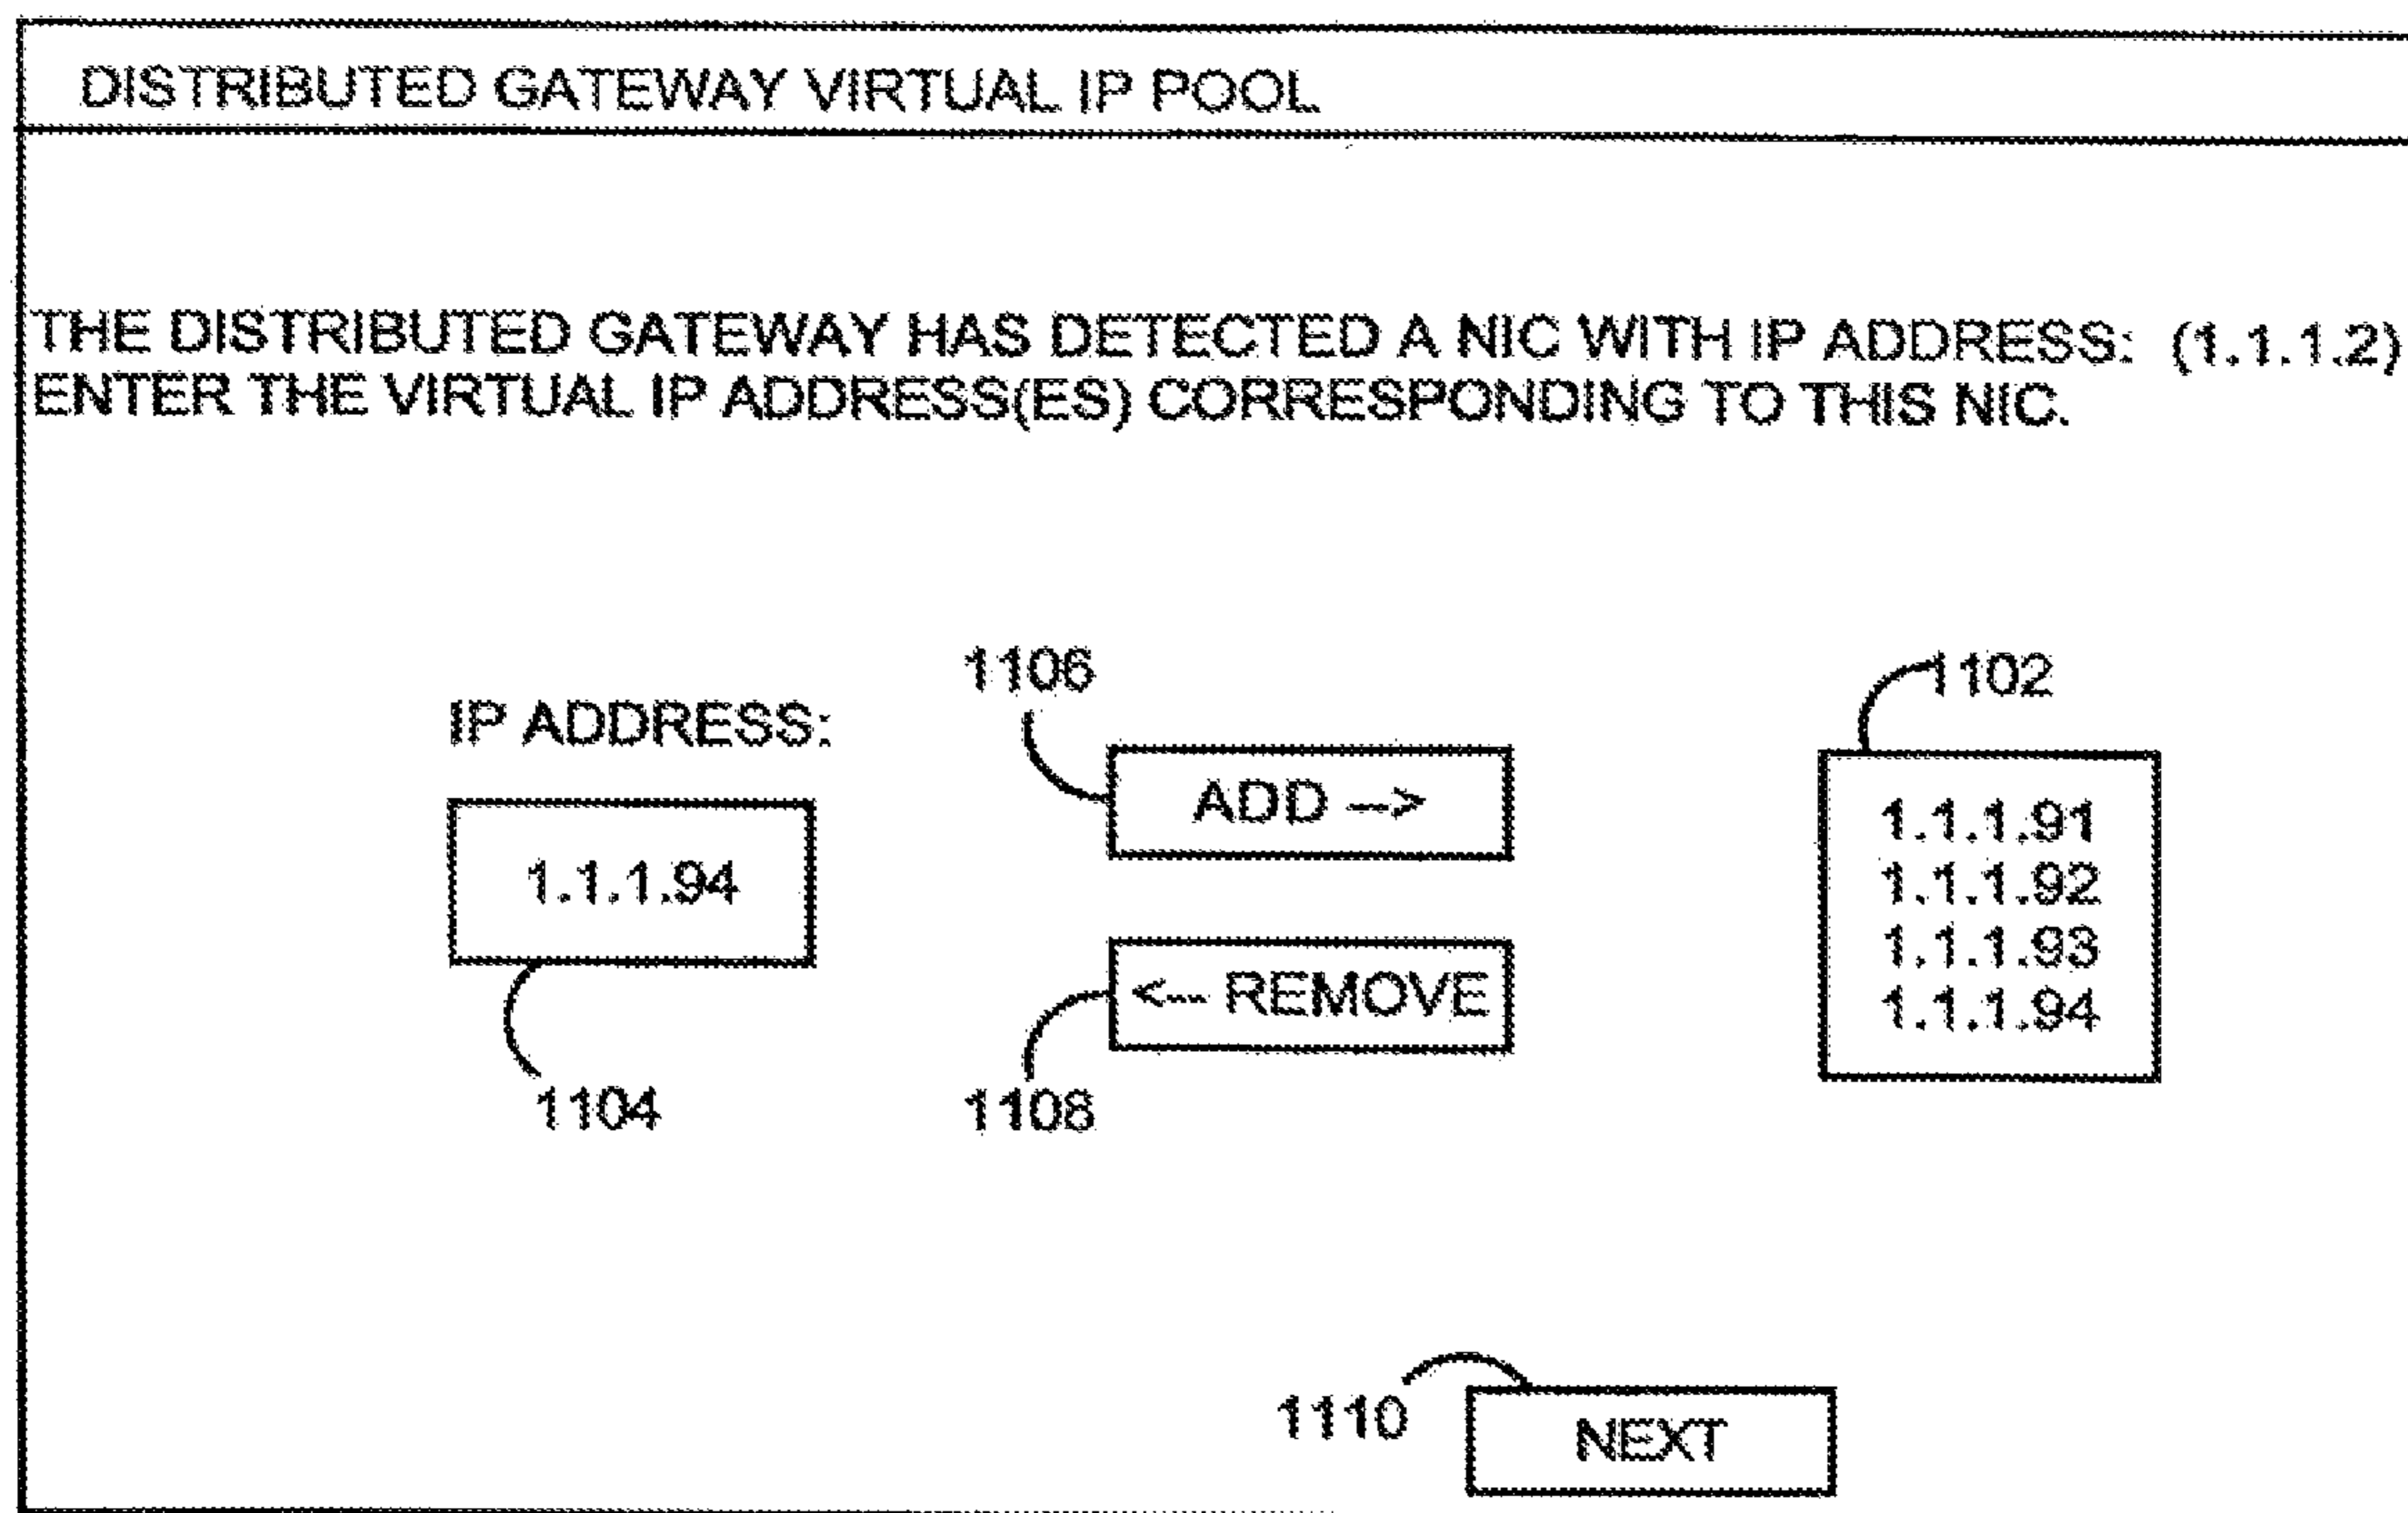 DISTRIBUTED GATEWAY VIRTUAL IP POOL
THE DISTRIBUTED GATEWAY HAS DETECTED A NIC WITH IP ADDRESS: (1.1.1.2)
ENTER THE VIRTUAL IP ADDRESS(ES) CORRESPONDING TO THIS NIC.
1106
1102
IP ADDRESS:
ADD -->
1.1.1.94
1.1.1.91
1.1.1.92
1.1.1.93
1.1.1.94
<--- REMOVE
1104
1108
1110
NEXT